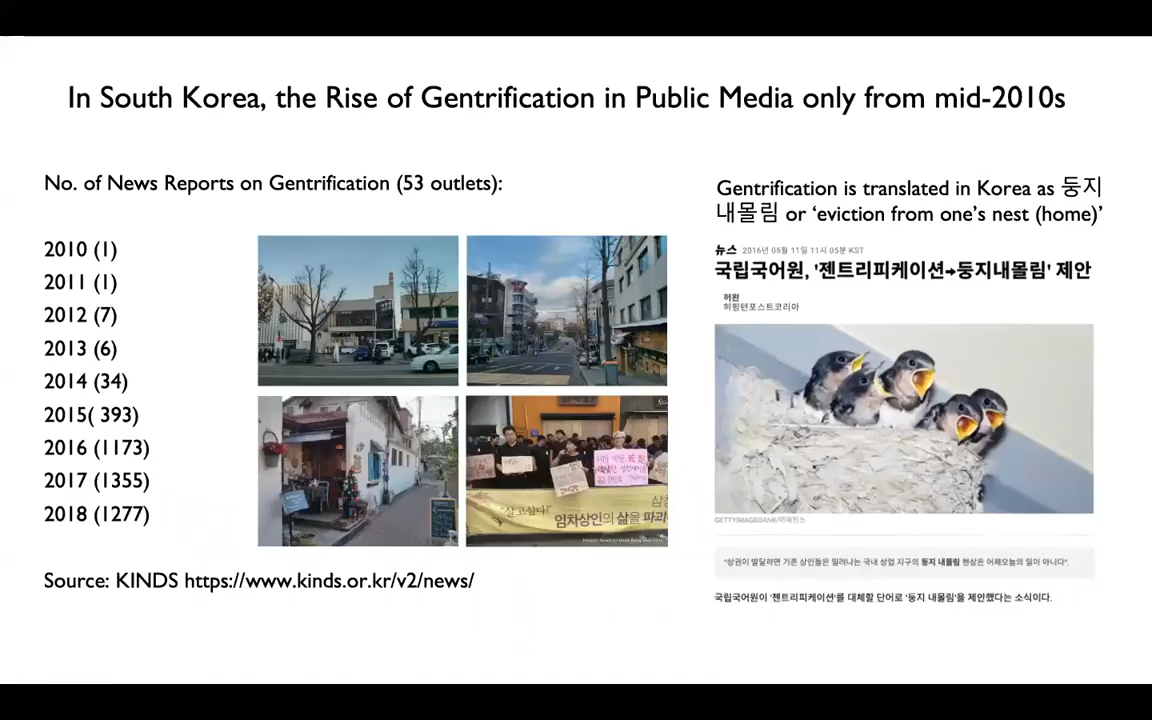 In South Korea, the Rise of Gentrification in Public Media only from mid-2010s
No. of News Reports on Gentrification (53 outlets):
2010 (1)
2011 (1)
2012 (7)
2013 (6)
2014 (34)
2015( 393)
2016 (1173)
2017 (1355)
2018 (1277)
"살고싶다!"
임차상인의 삶을 파괴
Source: KINDS https://www.kinds.or.kr/v2/news/
Gentrification is translated in Korea as 둥지
내몰림 or ‘eviction from one’s nest (home)’
뉴스 2016년 05월 11일 11시 05분 KST
국립국어원, '젠트리피케이션→둥지내몰림' 제안
허완
허핑턴포스트코리아
GETTYIMAGEBANK/이매진스
"상권이 발달하면 기존 상인들은 밀려나는 국내 상업 지구의 둥지 내몰림 현상은 어제오늘의 일이 아니다".
국립국어원이 '젠트리피케이션'를 대체할 단어로 '둥지 내몰림'을 제안했다는 소식이다.